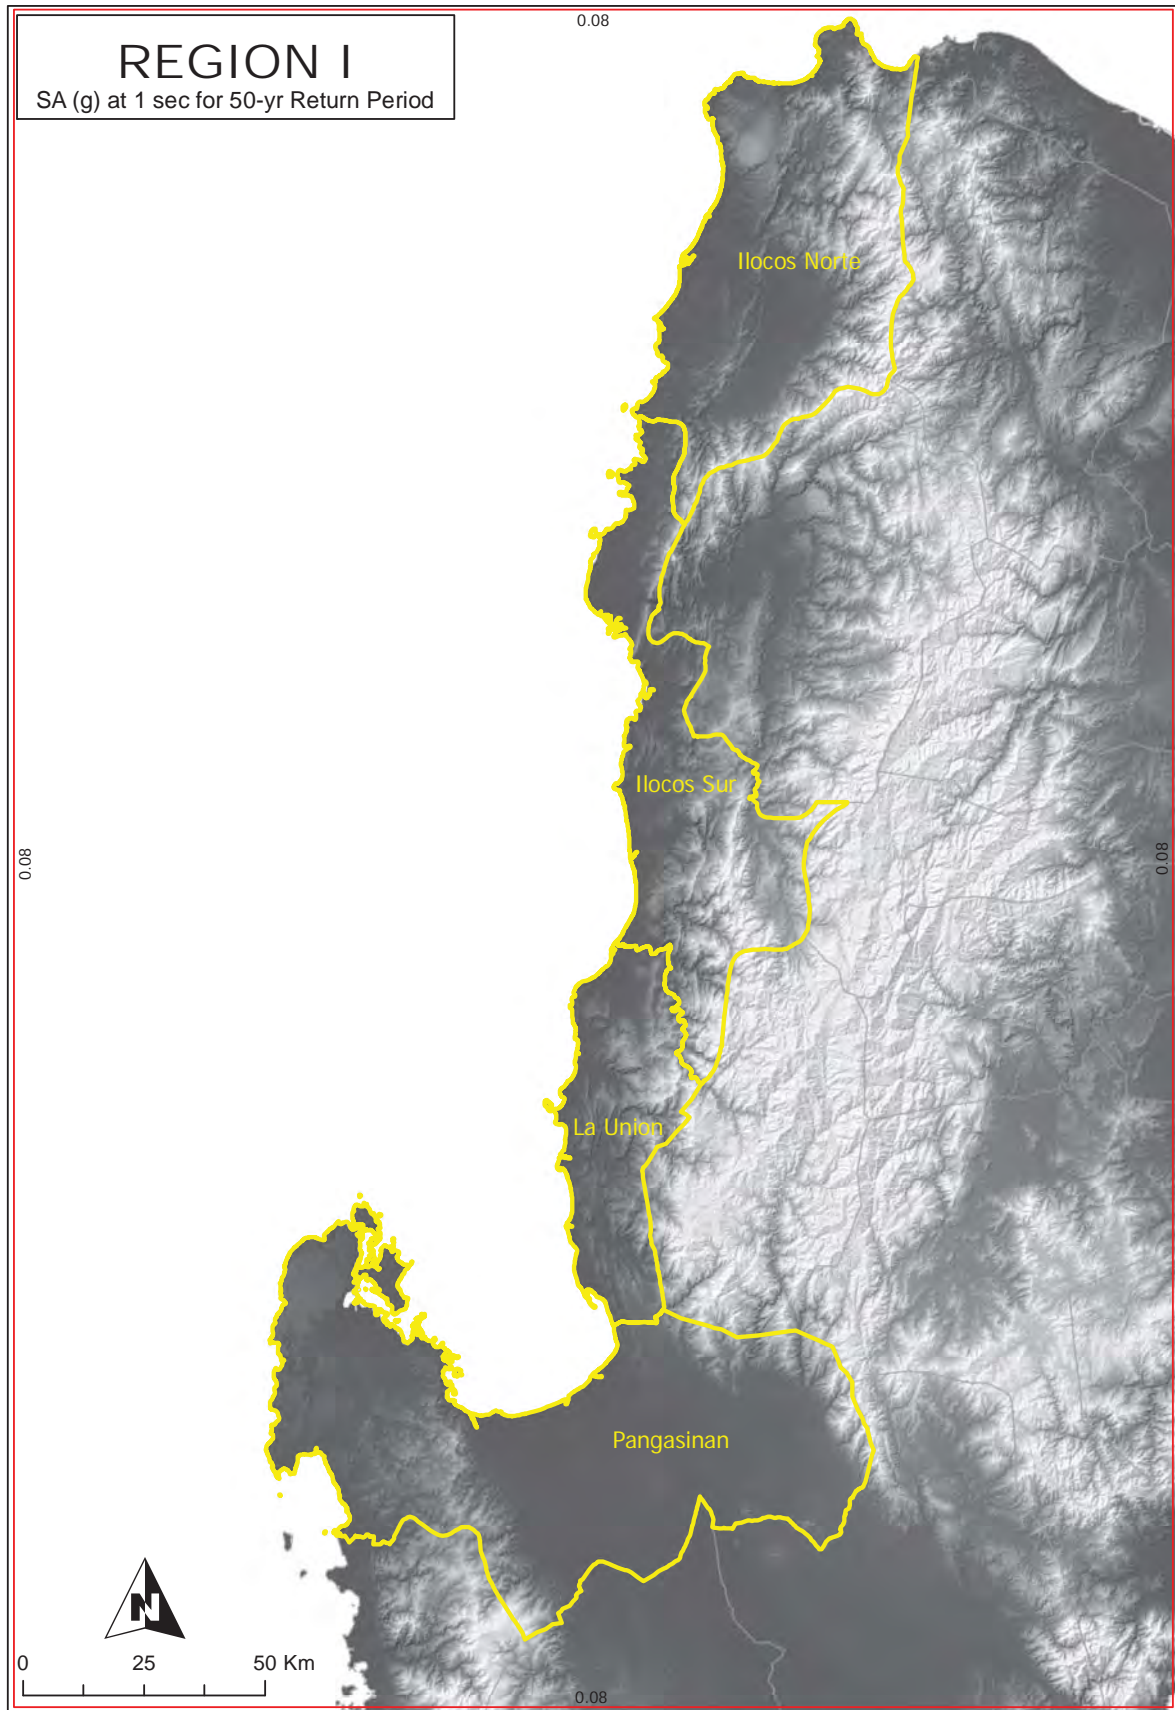 0.08
REGION I
SA (g) at 1 sec for 50-yr Return Period
Ilocos Norte
Ilocos Sur
0.08
0.08
La Union
Pangasinan
N
0 25 50 Km
0.08